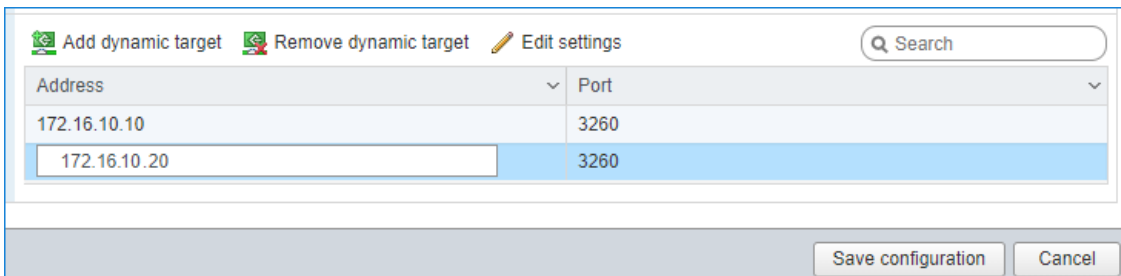 Add dynamic target Remove dynamic target Edit settings Search
Address Port
172.16.10.10 3260
172.16.10.20 3260
Save configuration Cancel